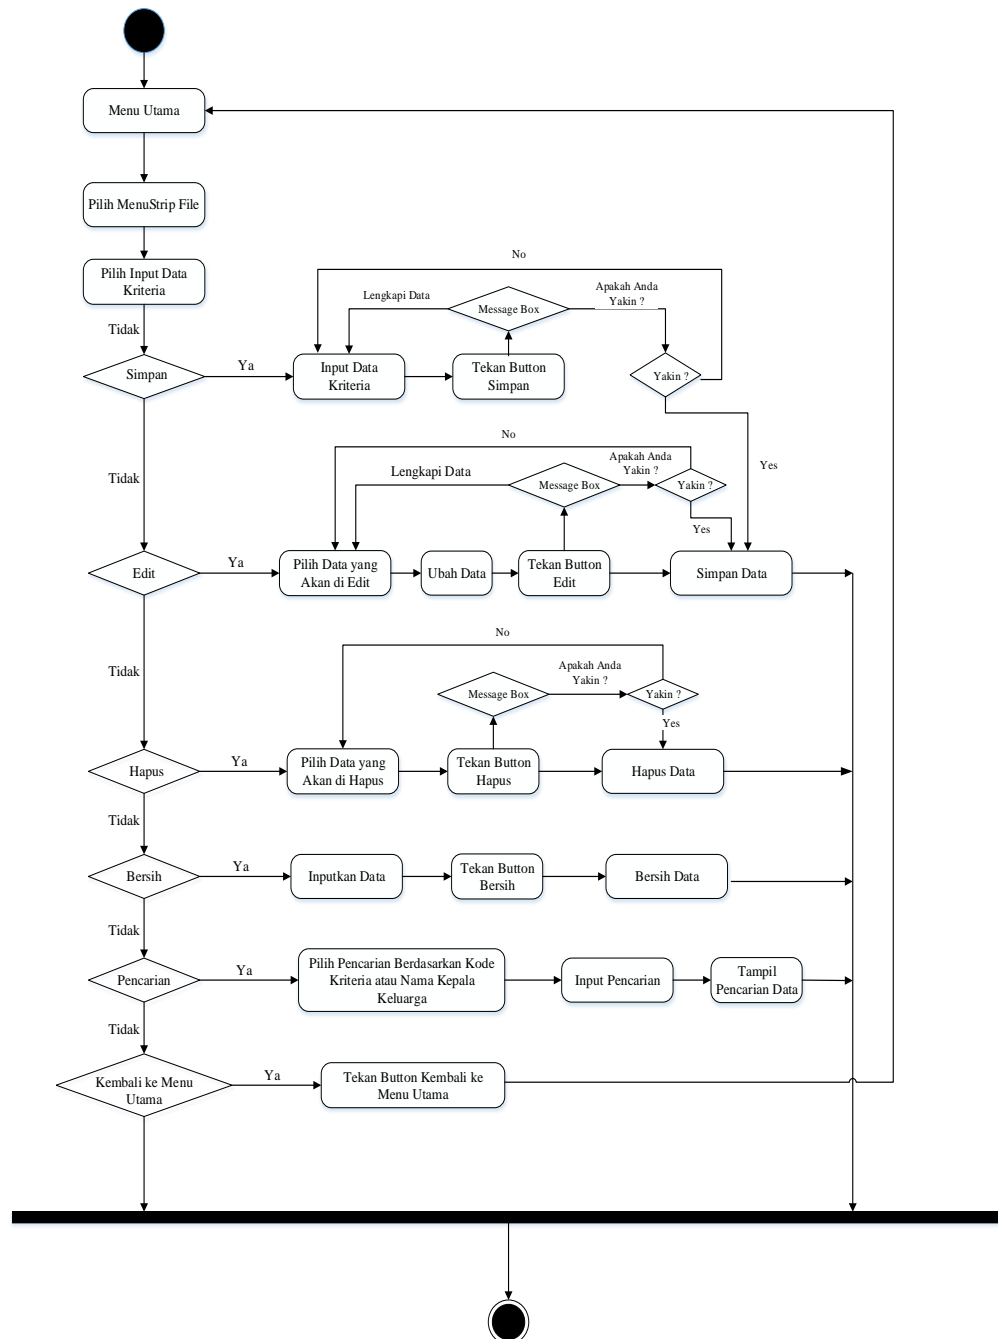 Menu Utama
Pilih MenuStrip File
Pilih Input Data
Kriteria
Tidak
No
Lengkapi Data
Message Box
Apakah Anda
Yakin ?
Simpan
Ya
Input Data
Kriteria
Tekan Button
Simpan
Yakin ?
Yes
Tidak
No
Lengkapi Data
Message Box
Apakah Anda
Yakin ?
Yakin ?
Yes
Edit
Ya
Pilih Data yang
Akan di Edit
Ubah Data
Tekan Button
Edit
Simpan Data
Tidak
No
Message Box
Apakah Anda
Yakin ?
Yakin ?
Yes
Hapus
Ya
Pilih Data yang
Akan di Hapus
Tekan Button
Hapus
Hapus Data
Tidak
Bersih
Ya
Inputkan Data
Tekan Button
Bersih
Bersih Data
Tidak
Pencarian
Ya
Pilih Pencarian Berdasarkan Kode
Kriteria atau Nama Kepala
Keluarga
Input Pencarian
Tampil
Pencarian Data
Tidak
Kembali ke Menu
Utama
Ya
Tekan Button Kembali ke
Menu Utama